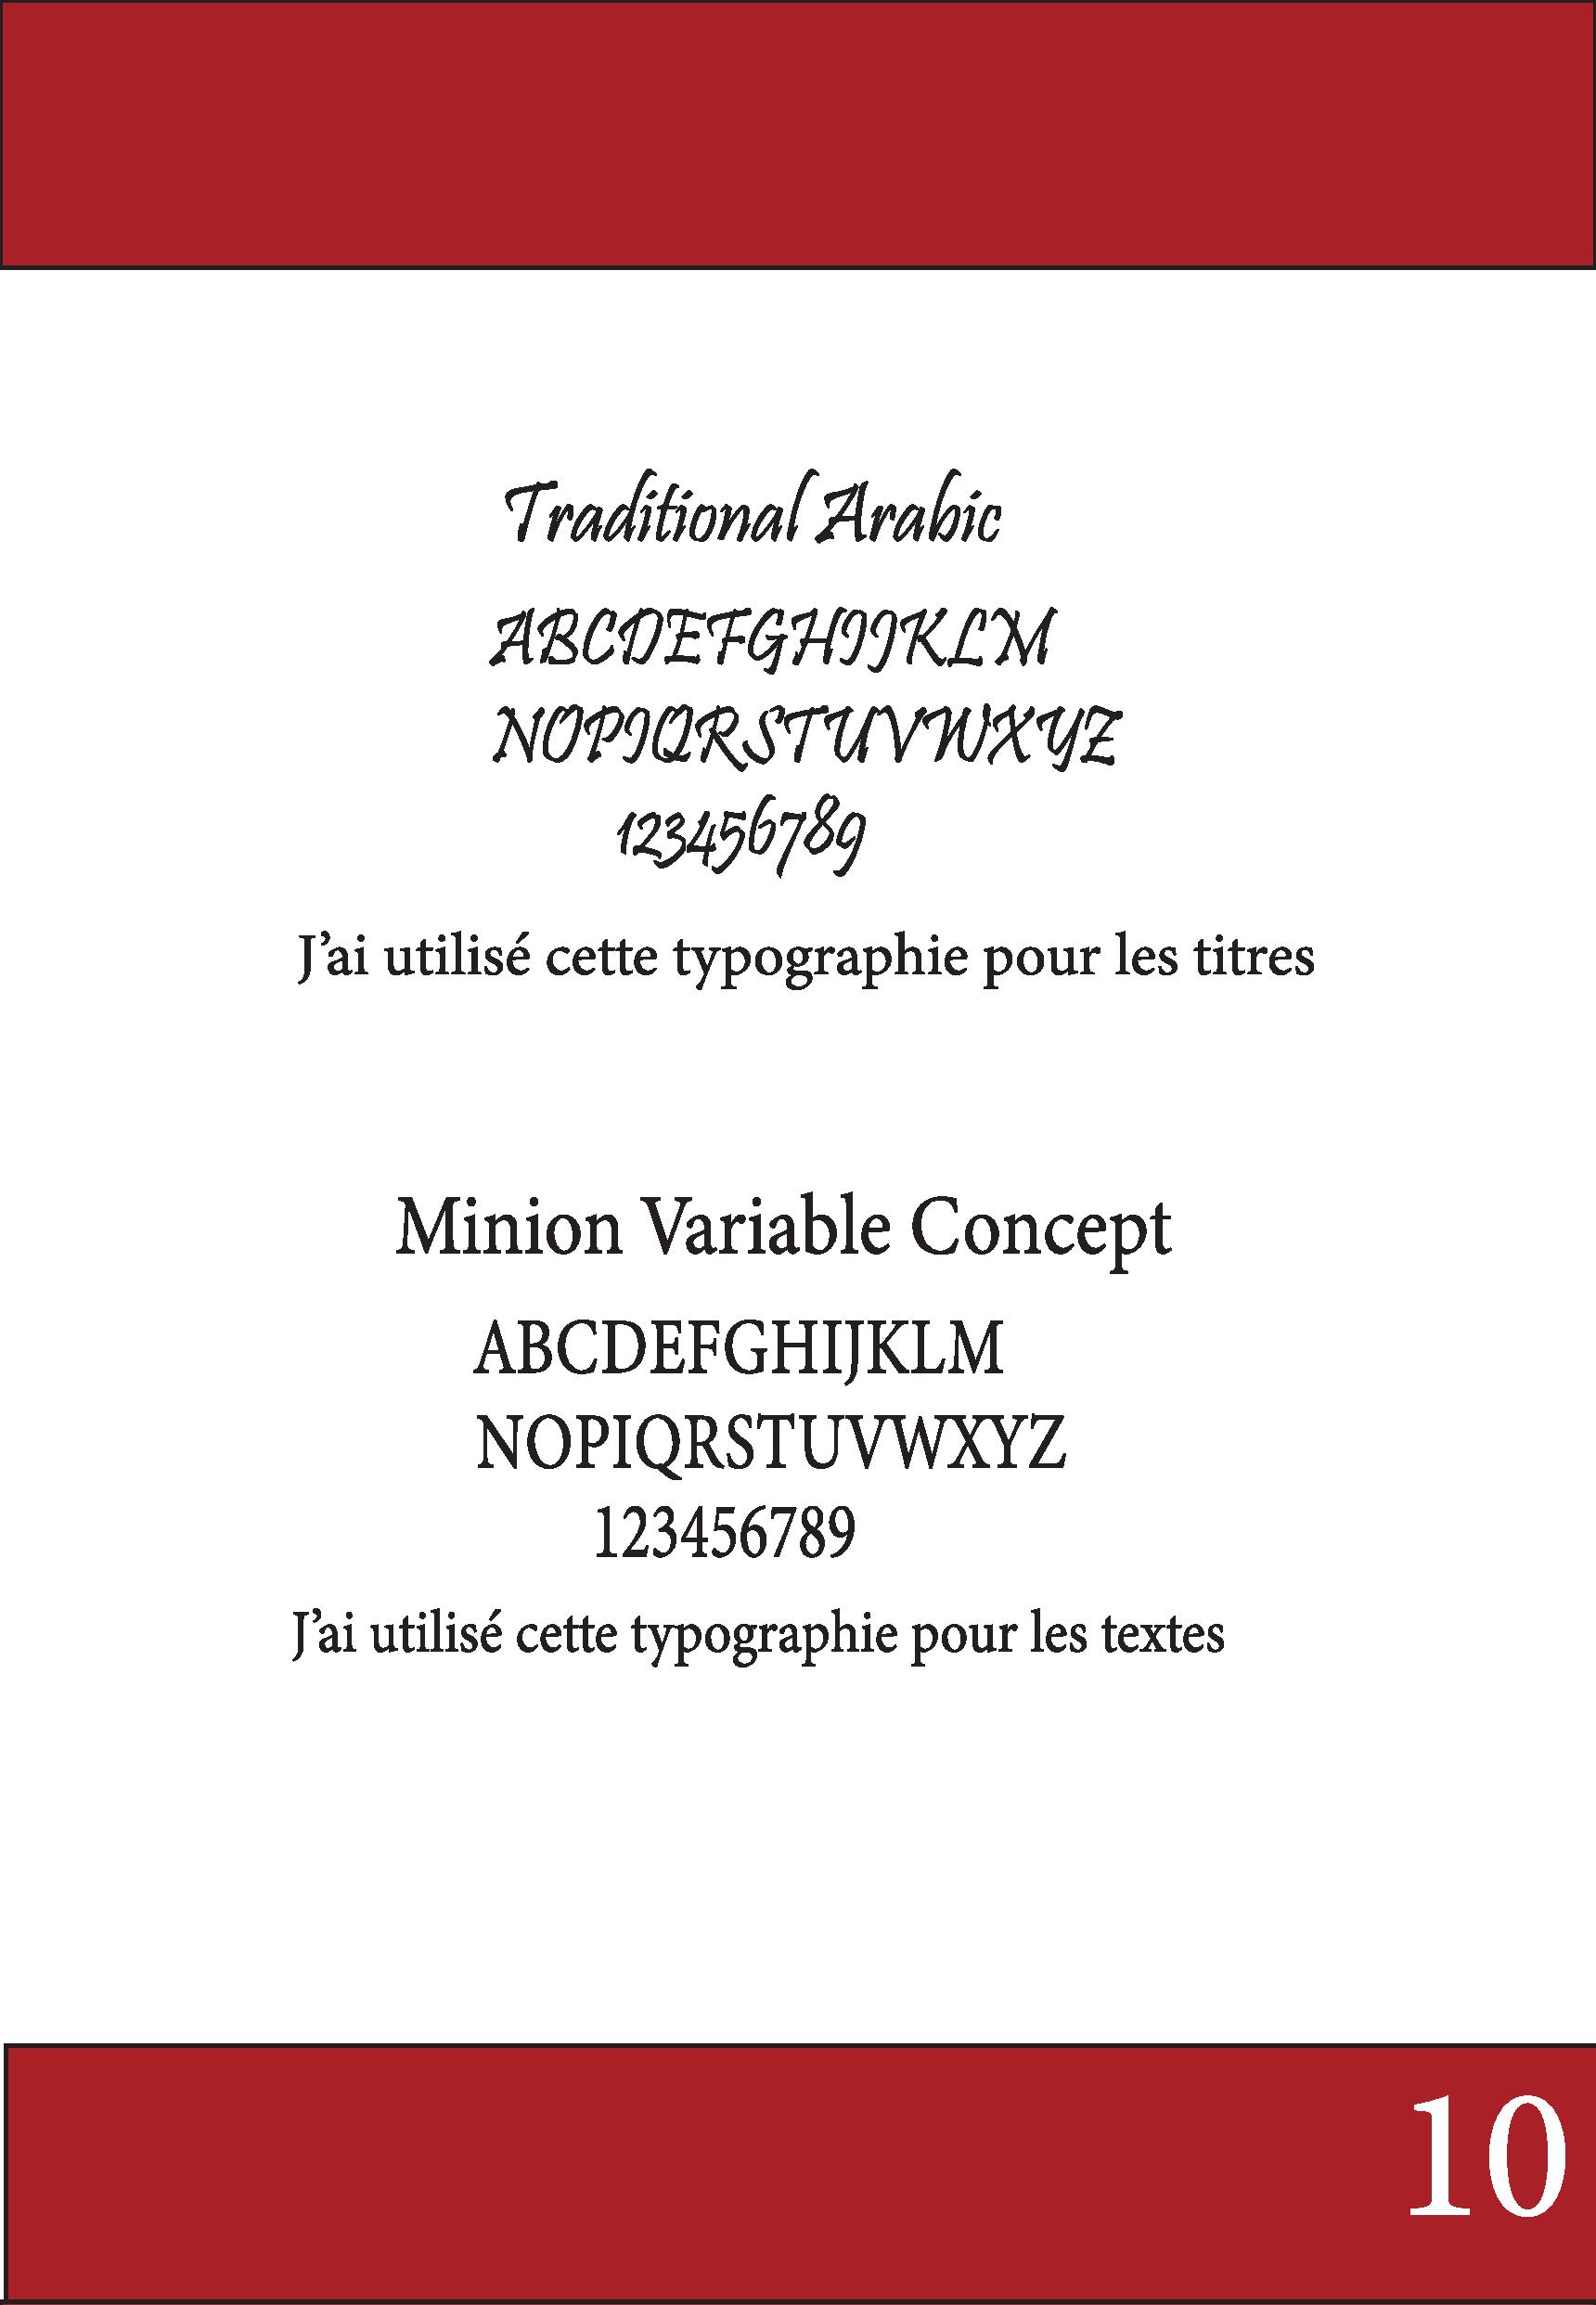 Traditional Arabic
ABCDEFGHIJKLM
NOPIQRSTUVWXYZ
123456789
J’ai utilisé cette typographie pour les titres
Minion Variable Concept
ABCDEFGHIJKLM
NOPIQRSTUVWXYZ
123456789
J’ai utilisé cette typographie pour les textes
10